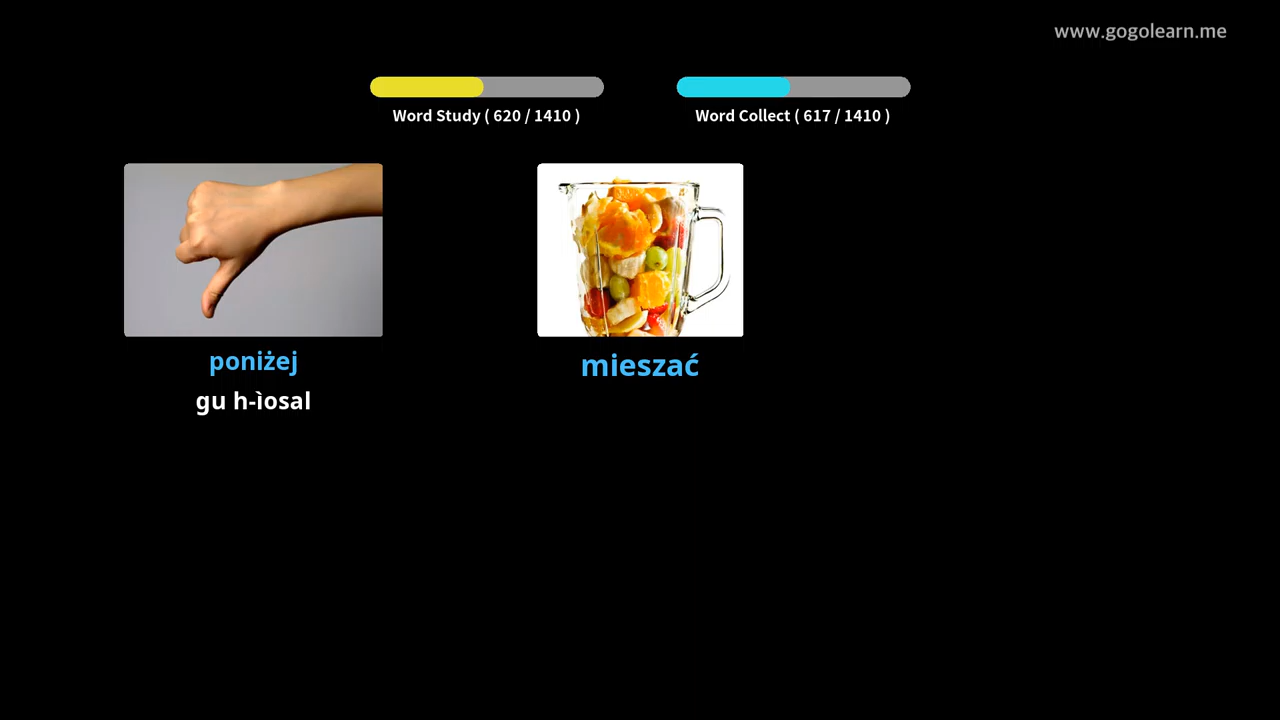 www.gogolearn.me
Word Study ( 620 / 1410 )
Word Collect ( 617 / 1410 )
poniżej
gu h-ìosal
mieszać